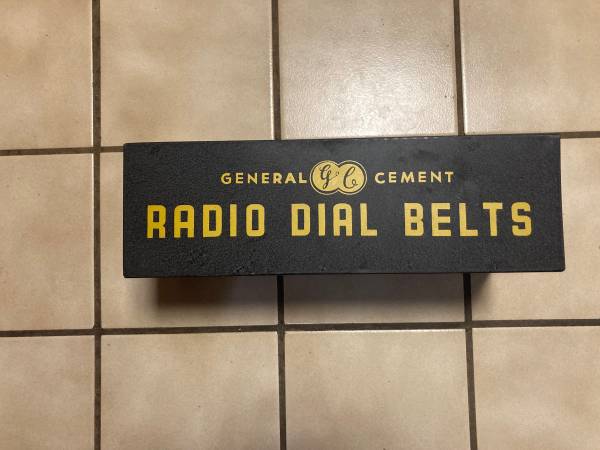 GENERAL GC CEMENT
RADIO DIAL BELTS